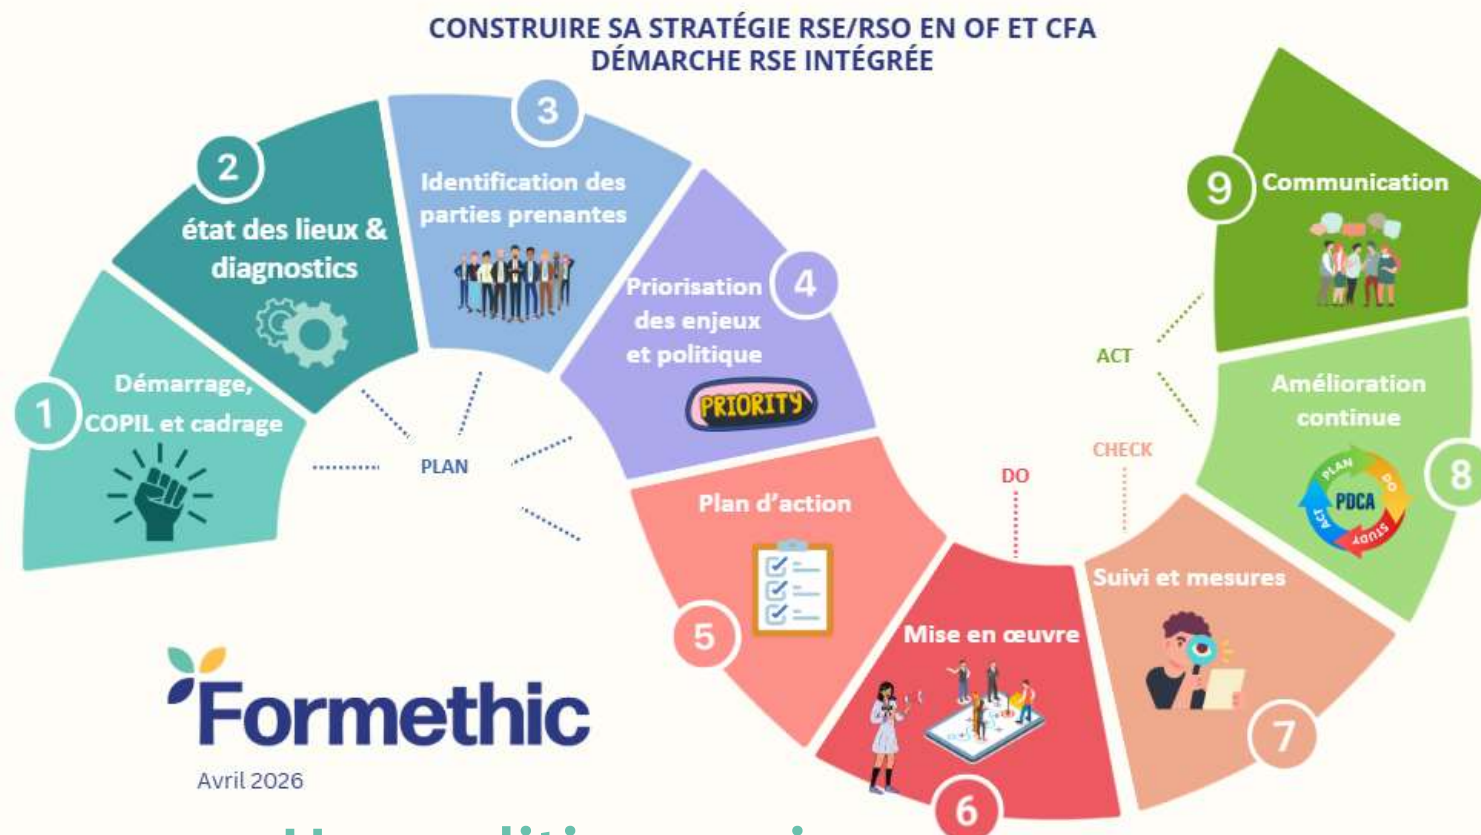 CONSTRUIRE SA STRATÉGIE RSE/RSO EN OF ET CFA
DÉMARCHE RSE INTÉGRÉE
1
Démarrage,
COPIL et cadrage
2
état des lieux &
diagnostics
3
Identification des
parties prenantes
4
Priorisation
des enjeux
et politique
PRIORITY
PLAN
5
Plan d'action
DO
6
Mise en œuvre
CHECK
7
Suivi et mesures
ACT
8
Amélioration
continue
PLAN
DO
PDCA
ACT
STUDY
9
Communication
Formethic
Avril 2026